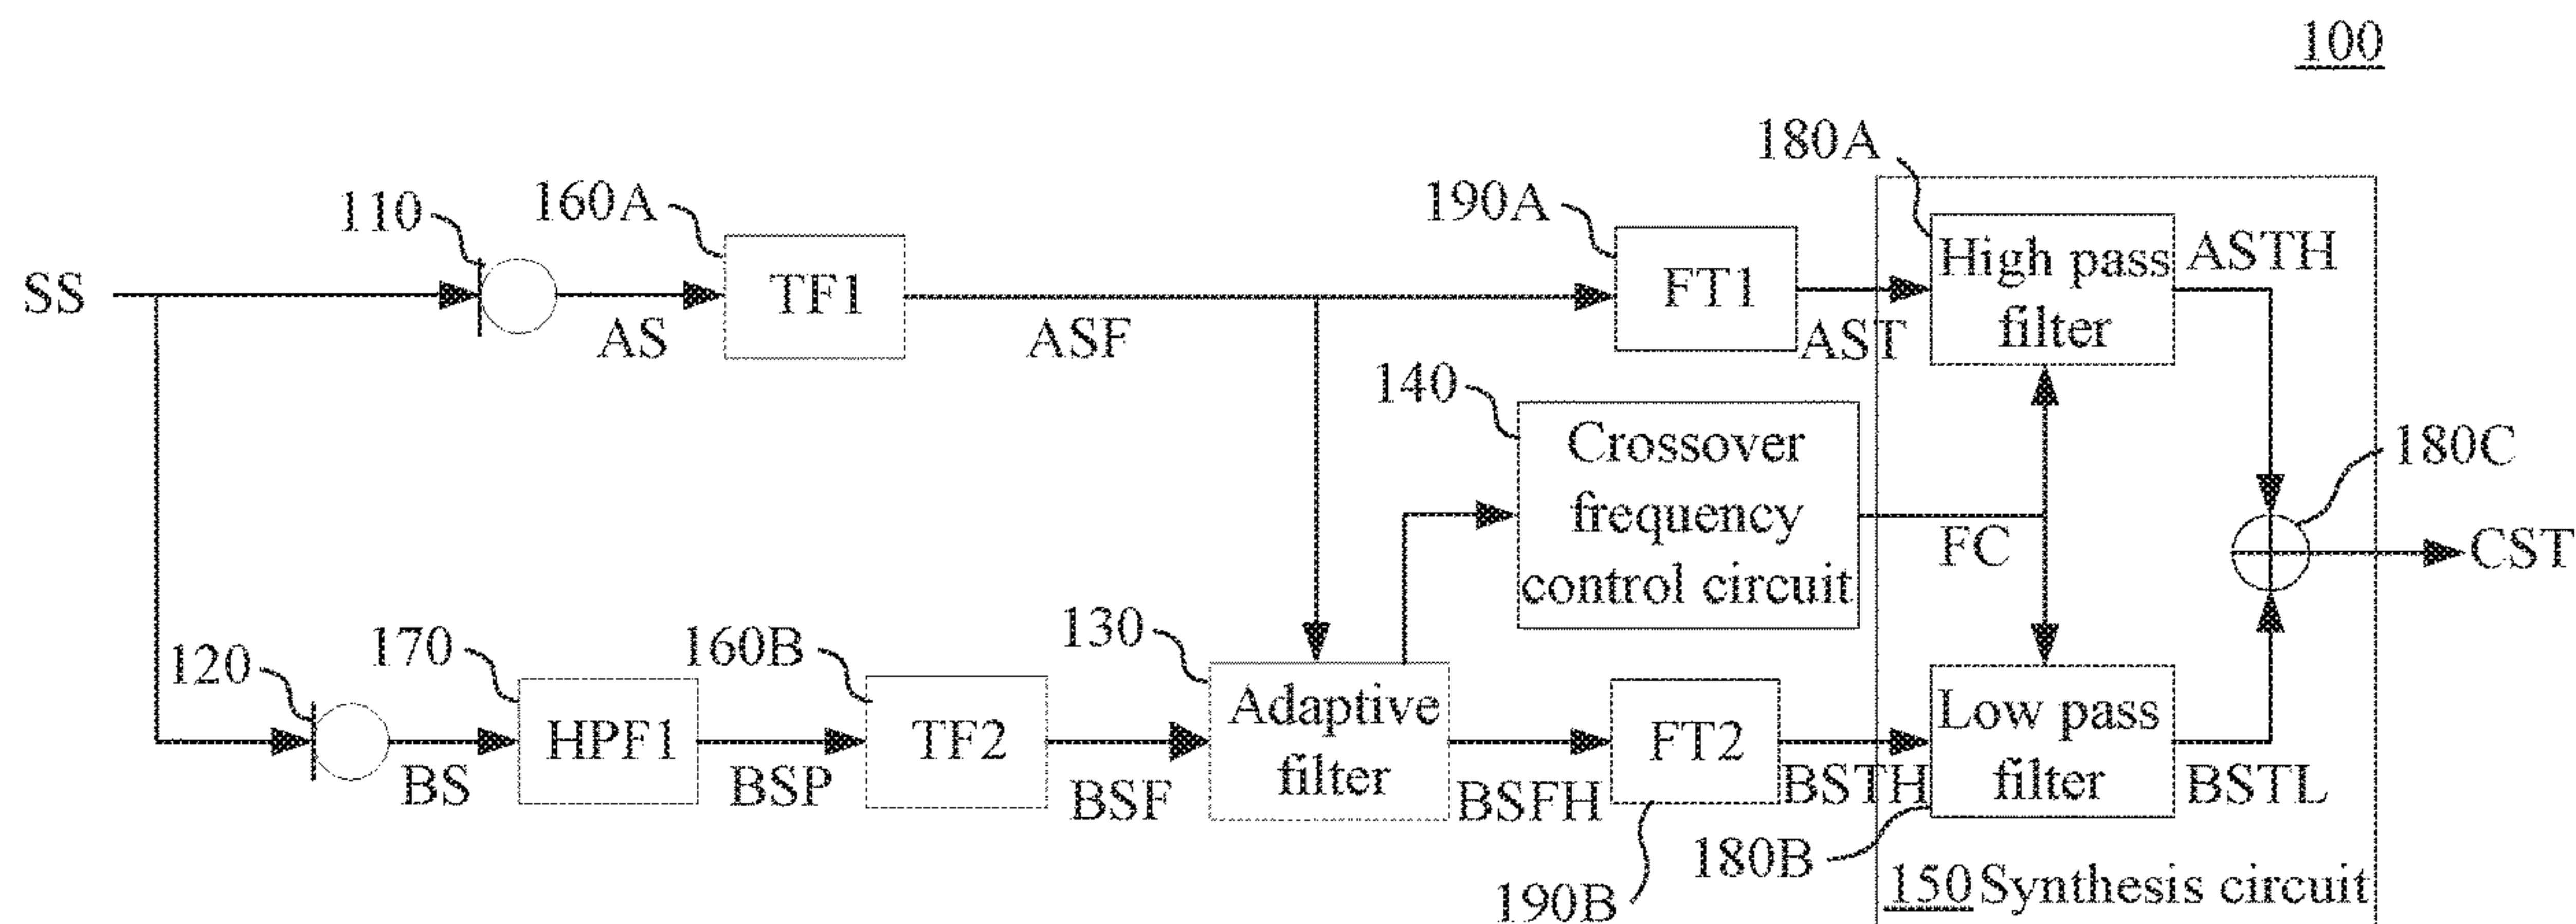 100
180A
110
160A
190A
SS
TF1
FT1
High pass
filter
ASTH
AS
ASF
AST
140
Crossover
frequency
control circuit
180C
FC
CST
120
170
160B
130
HPF1
TF2
Adaptive
filter
FT2
Low pass
filter
BS
BSP
BSF
BSFH
BSTH
BSTL
180B
190B
150 Synthesis circuit